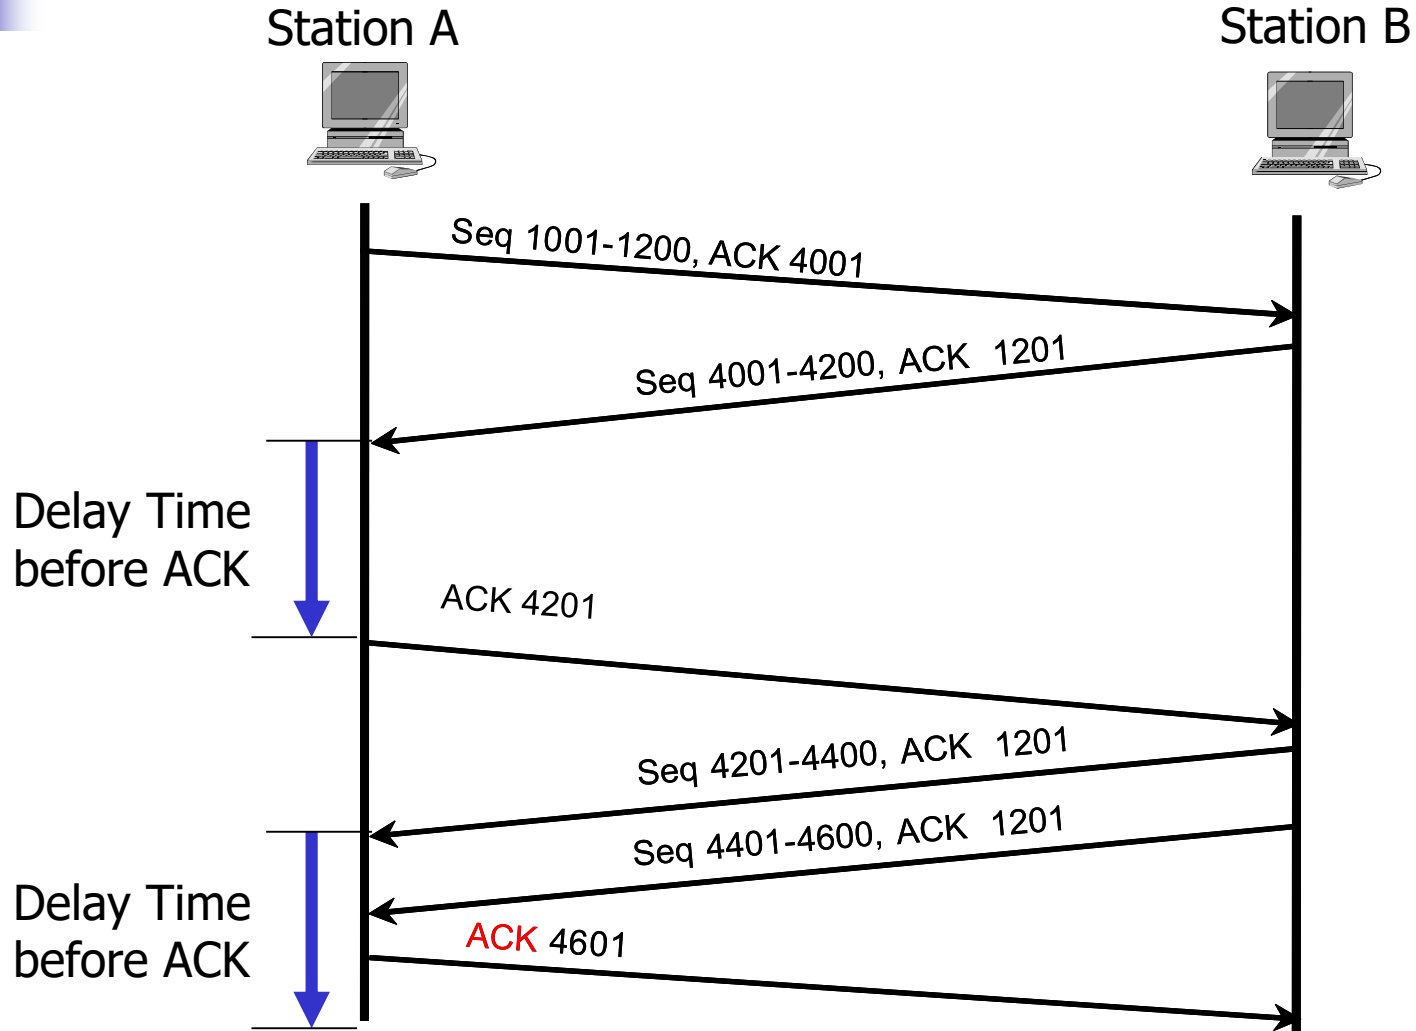 Station A
Station B
Seq 1001-1200, ACK 4001
Seq 4001-4200, ACK 1201
Delay Time
before ACK
ACK 4201
Seq 4201-4400, ACK 1201
Seq 4401-4600, ACK 1201
Delay Time
before ACK
ACK 4601